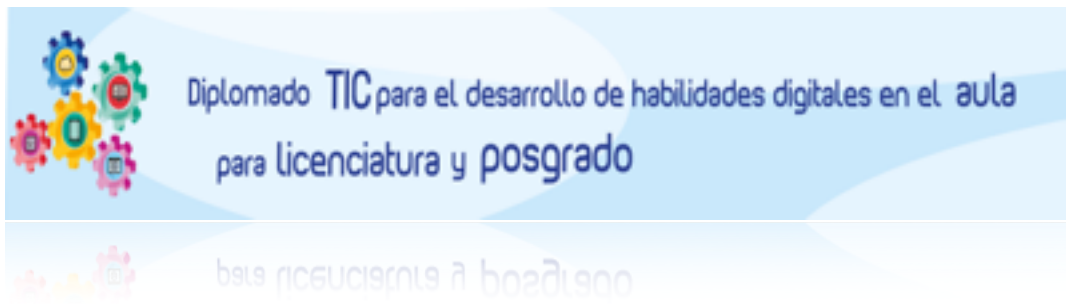 Diplomado TIC para el desarrollo de habilidades digitales en el aula
para licenciatura y posgrado